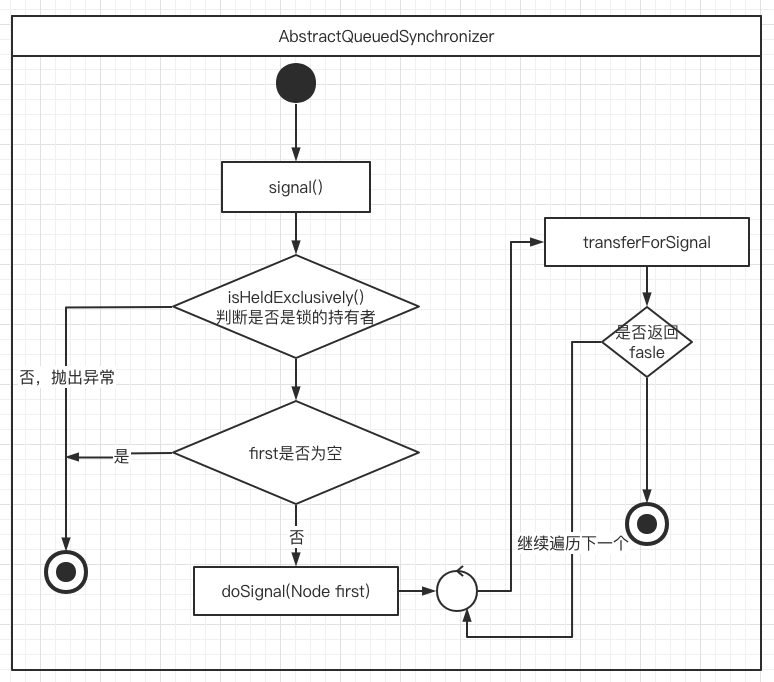 AbstractQueuedSynchronizer
signal()
isHeldExclusively()
判断是否是锁的持有者
否，抛出异常
first是否为空
是
否
doSignal(Node first)
transferForSignal
是否返回
fasle
继续遍历下一个